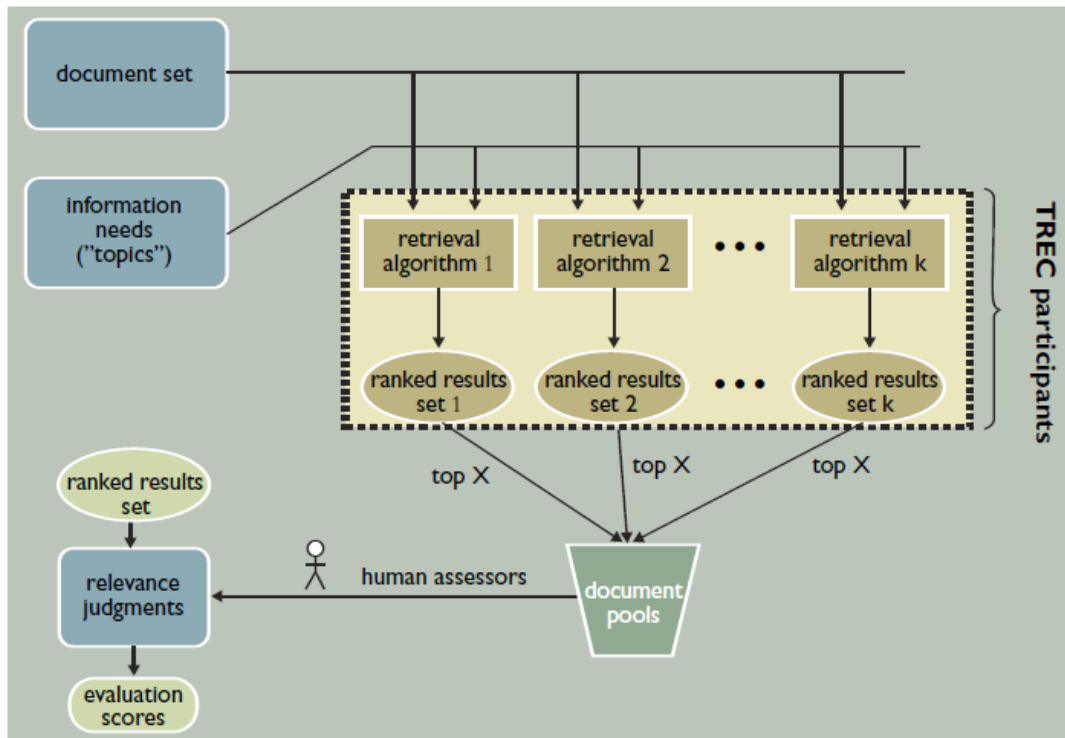 document set
information
needs
("topics")
retrieval
algorithm 1
retrieval
algorithm 2
• • •
retrieval
algorithm k
ranked results
set 1
ranked results
set 2
• • •
ranked results
set k
TREC participants
top X
top X
top X
ranked results
set
relevance
judgments
human assessors
document
pools
evaluation
scores